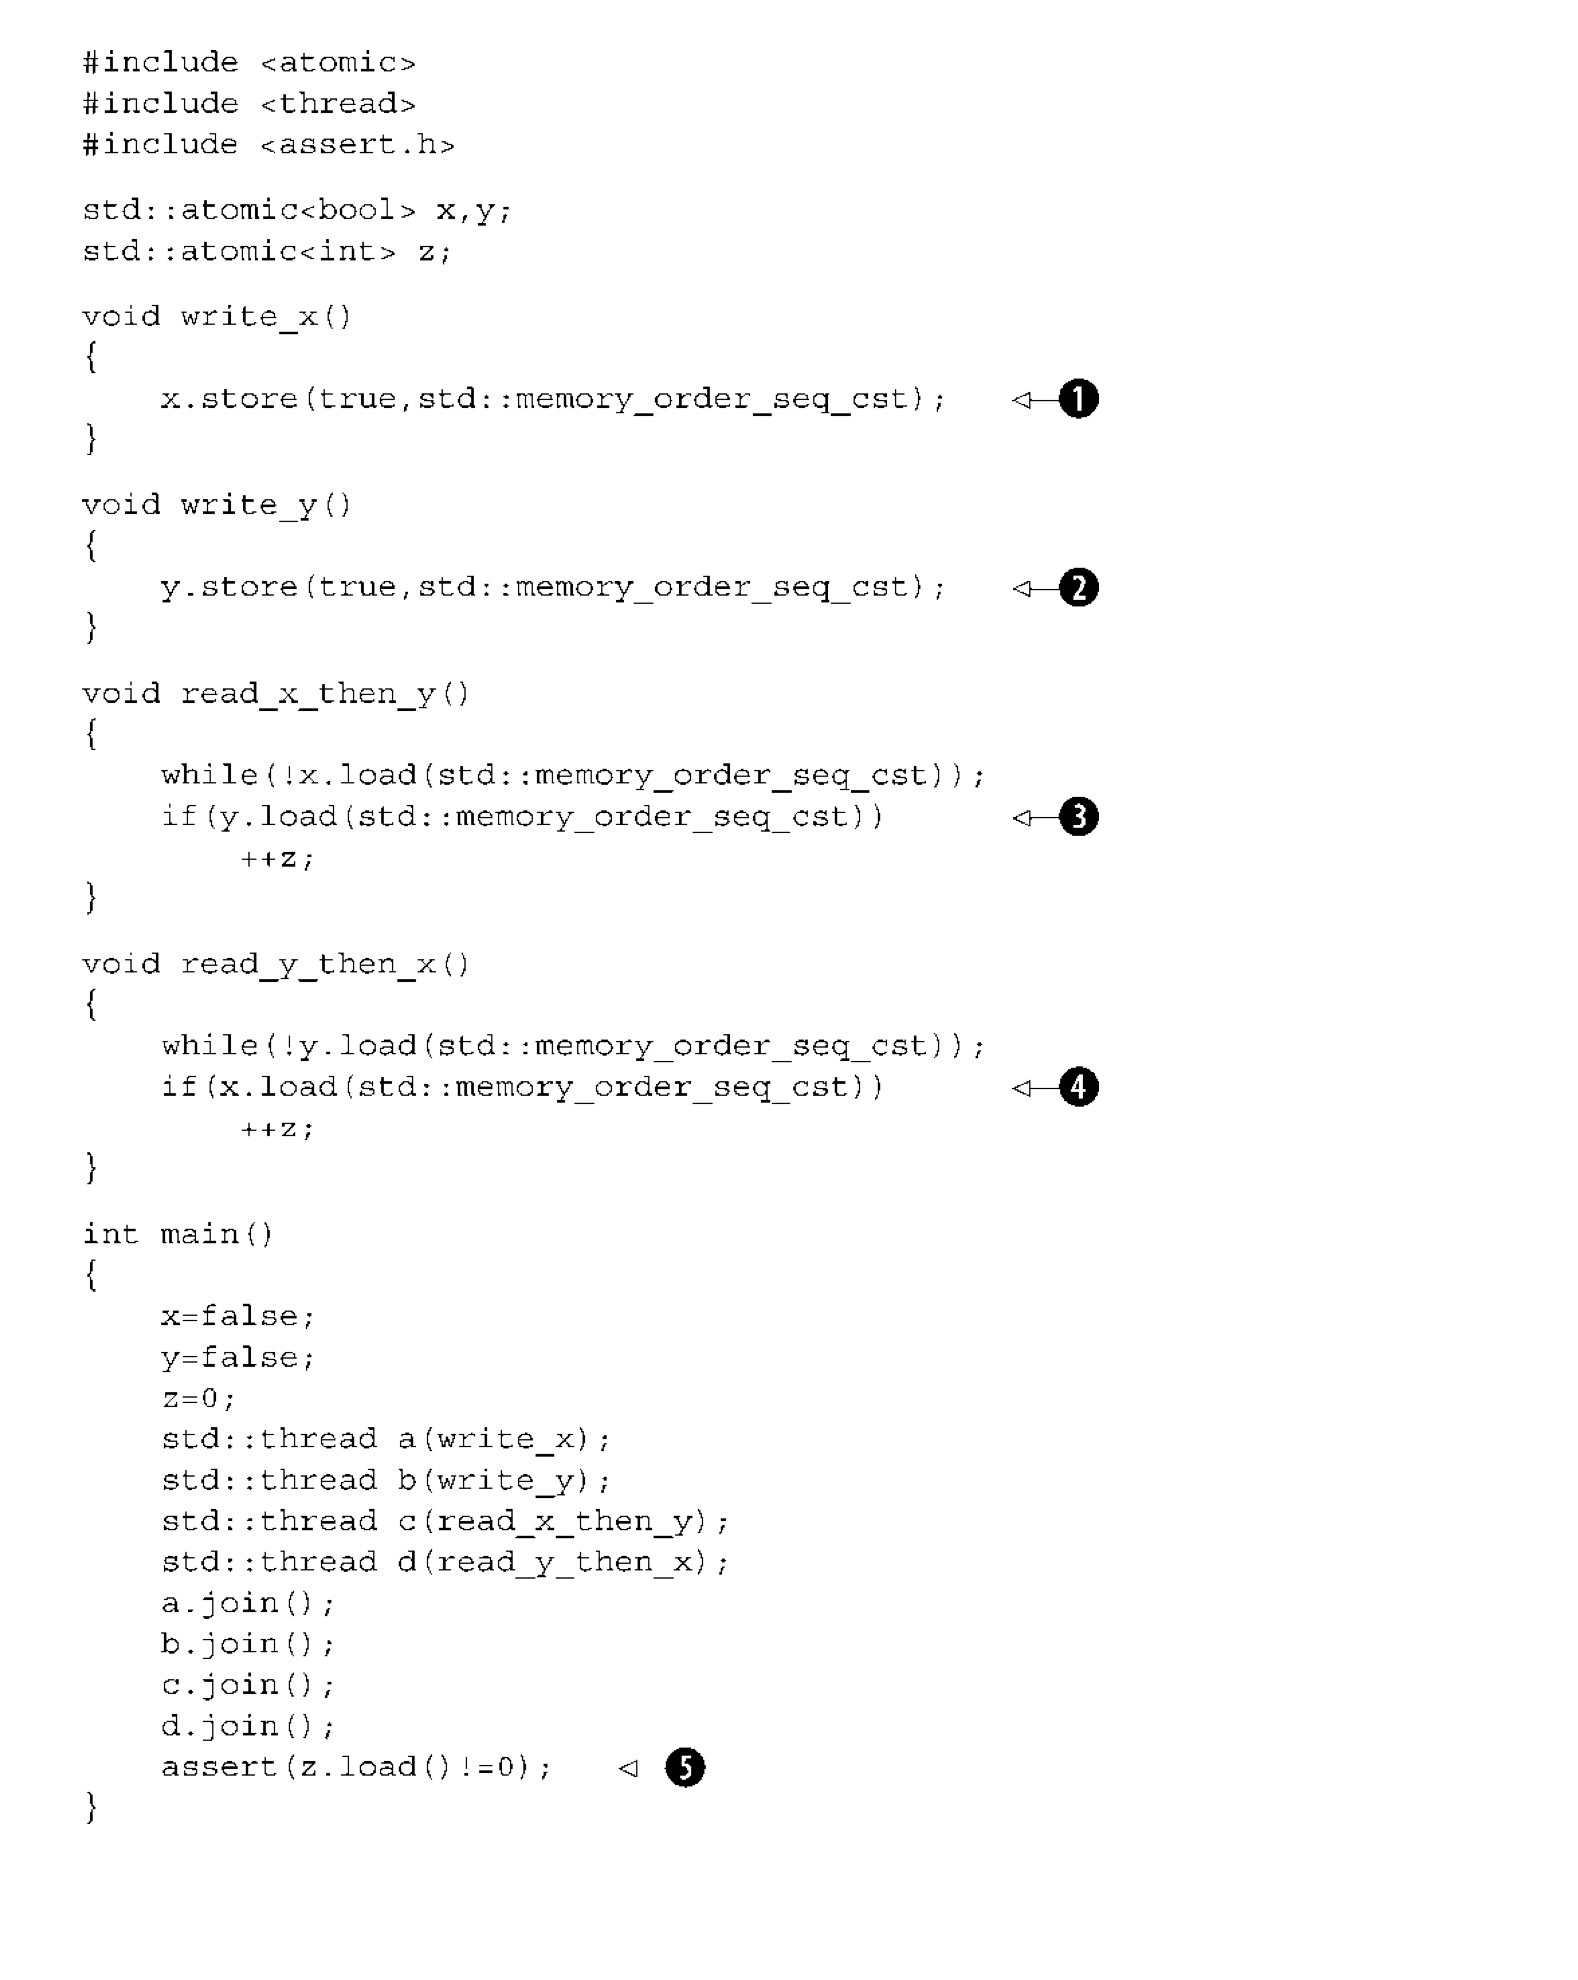 #include <atomic>
#include <thread>
#include <assert.h>
std::atomic<bool> x,y;
std::atomic<int> z;
void write_x()
{
x.store(true,std::memory_order_seq_cst); 1
}
void write_y()
{
y.store(true,std::memory_order_seq_cst); 2
}
void read_x_then_y()
{
while(!x.load(std::memory_order_seq_cst));
if(y.load(std::memory_order_seq_cst)) 3
++z;
}
void read_y_then_x()
{
while(!y.load(std::memory_order_seq_cst));
if(x.load(std::memory_order_seq_cst)) 4
++z;
}
int main()
{
x=false;
y=false;
z=0;
std::thread a(write_x);
std::thread b(write_y);
std::thread c(read_x_then_y);
std::thread d(read_y_then_x);
a.join();
b.join();
c.join();
d.join();
assert(z.load()!=0); 5
}